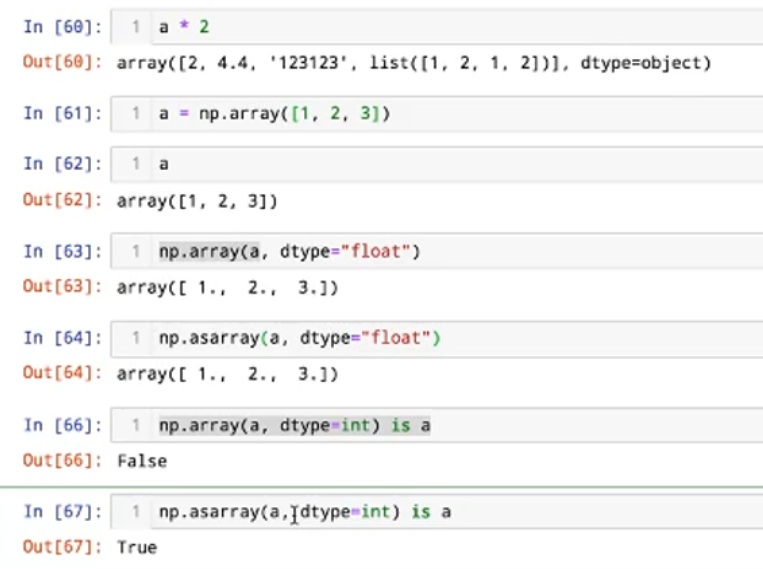 In [60]: 1 a * 2
Out[60]: array([2, 4.4, '123123', list([1, 2, 1, 2])], dtype=object)
In [61]: 1 a = np.array([1, 2, 3])
In [62]: 1 a
Out[62]: array([1, 2, 3])
In [63]: 1 np.array(a, dtype="float")
Out[63]: array([ 1., 2., 3.])
In [64]: 1 np.asarray(a, dtype="float")
Out[64]: array([ 1., 2., 3.])
In [66]: 1 np.array(a, dtype=int) is a
Out[66]: False
In [67]: 1 np.asarray(a, dtype=int) is a
Out[67]: True